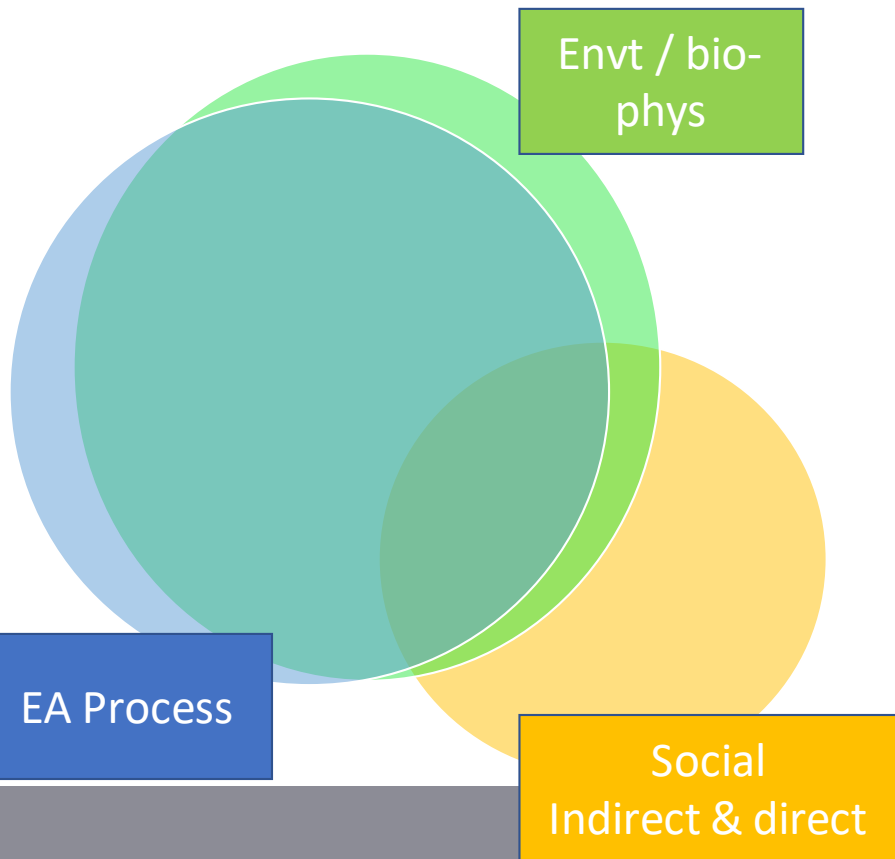 Envt / bio-
phys
EA Process
Social
Indirect & direct